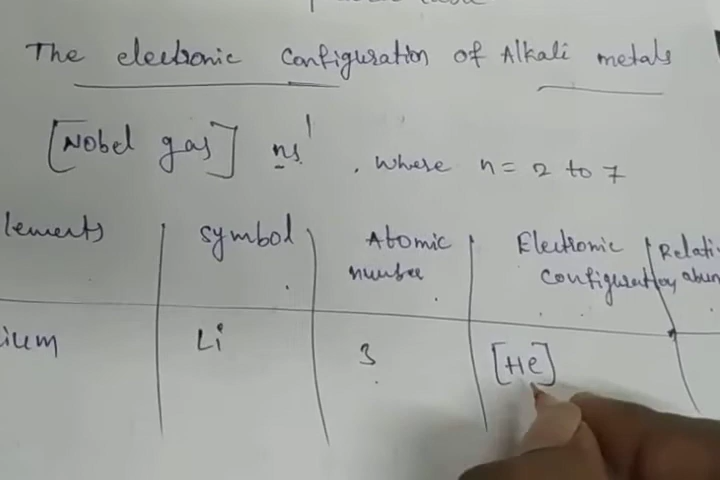 The electronic configuration of Alkali metals
[Nobel gas] ns¹ , where n = 2 to 7
lements symbol Atomic number Electronic configuration Relati abun
ium Li 3 [He]